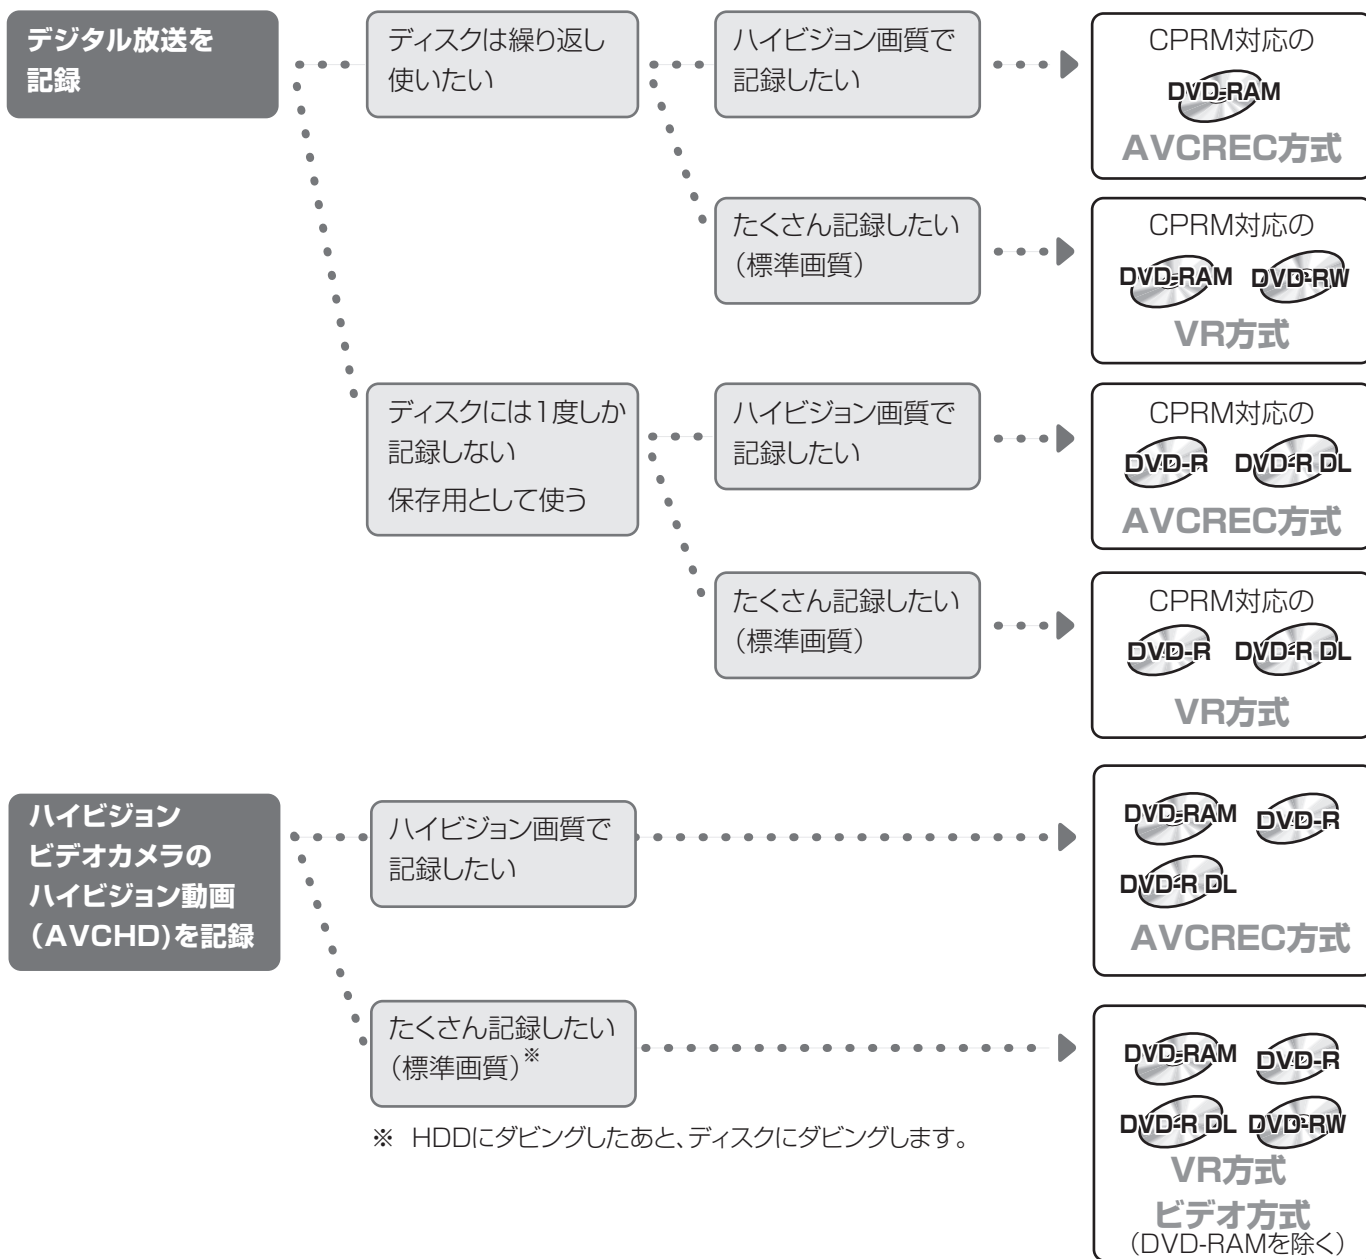 デジタル放送を
記録
ディスクは繰り返し
使いたい
ハイビジョン画質で
記録したい
CPRM対応の
DVD-RAM
AVCREC方式
たくさん記録したい
（標準画質）
CPRM対応の
DVD-RAM DVD-RW
VR方式
ディスクには1度しか
記録しない
保存用として使う
ハイビジョン画質で
記録したい
CPRM対応の
DVD-R DVD-R DL
AVCREC方式
たくさん記録したい
（標準画質）
CPRM対応の
DVD-R DVD-R DL
VR方式
ハイビジョン
ビデオカメラの
ハイビジョン動画
（AVCHD)を記録
ハイビジョン画質で
記録したい
DVD-RAM DVD-R
DVD-R DL
AVCREC方式
たくさん記録したい
（標準画質）※
※ HDDにダビングしたあと、ディスクにダビングします。
DVD-RAM DVD-R
DVD-R DL DVD-RW
VR方式
ビデオ方式
（DVD-RAMを除く）